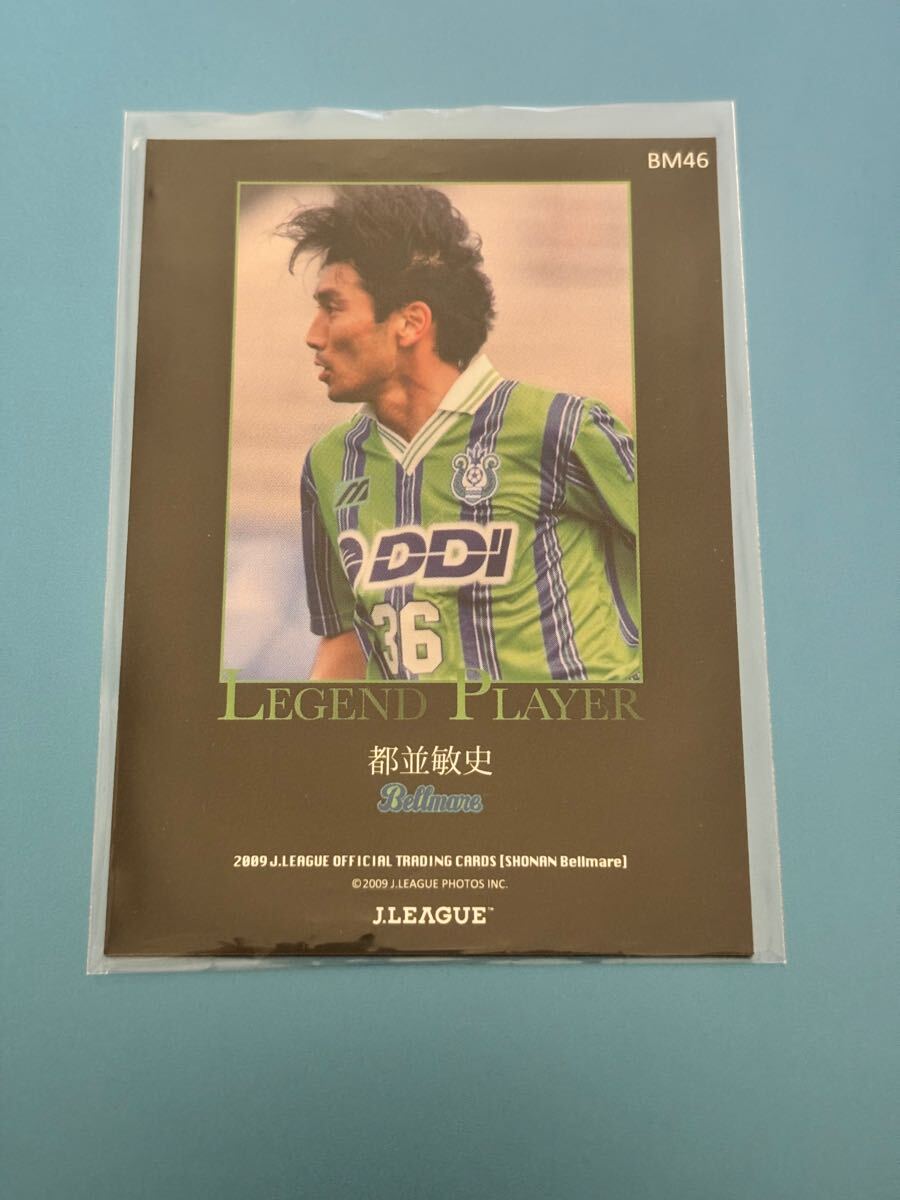 BM46
DDI
36
LEGEND PLAYER
都並敏史
Bellmare
2009 J.LEAGUE OFFICIAL TRADING CARDS [SHONAN Bellmare]
©2009 J.LEAGUE PHOTOS INC.
J.LEAGUE™